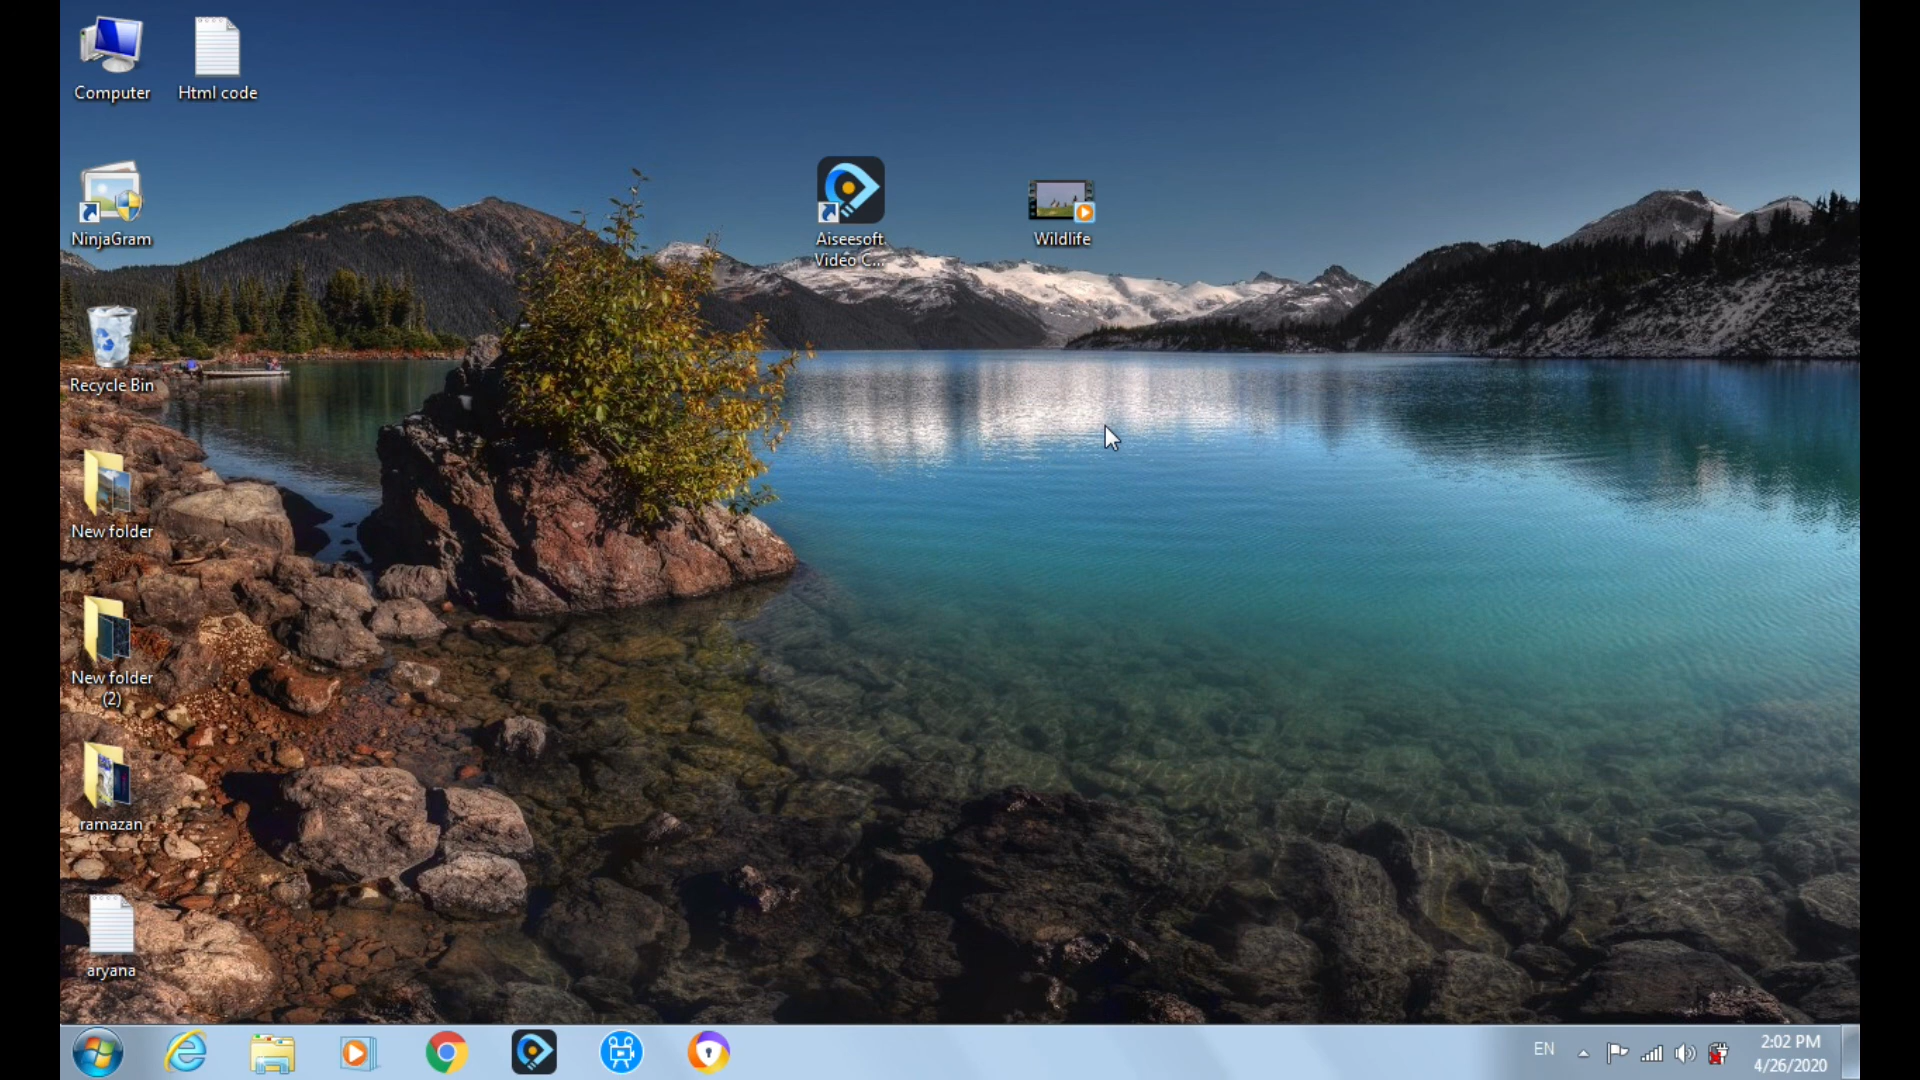 Computer
Html code
NinjaGram
Aiseesoft
Video C...
Wildlife
Recycle Bin
New folder
New folder
(2)
ramazan
aryana
EN
2:02 PM
4/26/2020